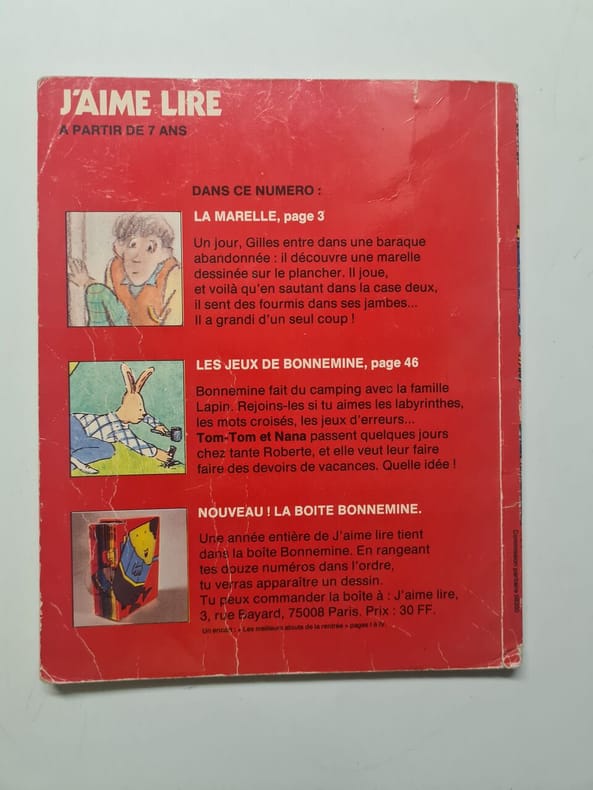 J'AIME LIRE
A PARTIR DE 7 ANS
DANS CE NUMERO :
LA MARELLE, page 3
Un jour, Gilles entre dans une baraque
abandonnée : il découvre une marelle
dessinée sur le plancher. Il joue,
et voilà qu'en sautant dans la case deux,
il sent des fourmis dans ses jambes...
Il a grandi d'un seul coup !
LES JEUX DE BONNEMINE, page 46
Bonnemine fait du camping avec la famille
Lapin. Rejoins-les si tu aimes les labyrinthes,
les mots croisés, les jeux d'erreurs...
Tom-Tom et Nana passent quelques jours
chez tante Roberte, et elle veut leur faire
faire des devoirs de vacances. Quelle idée !
NOUVEAU ! LA BOITE BONNEMINE.
Une année entière de J'aime lire tient
dans la boîte Bonnemine. En rangeant
tes douze numéros dans l'ordre,
tu verras apparaître un dessin.
Tu peux commander la boîte à : J'aime lire,
3, rue Bayard, 75008 Paris. Prix : 30 FF.
Un encart : « Les meilleurs atouts de la rentrée » pages I à IV.
Commission paritaire